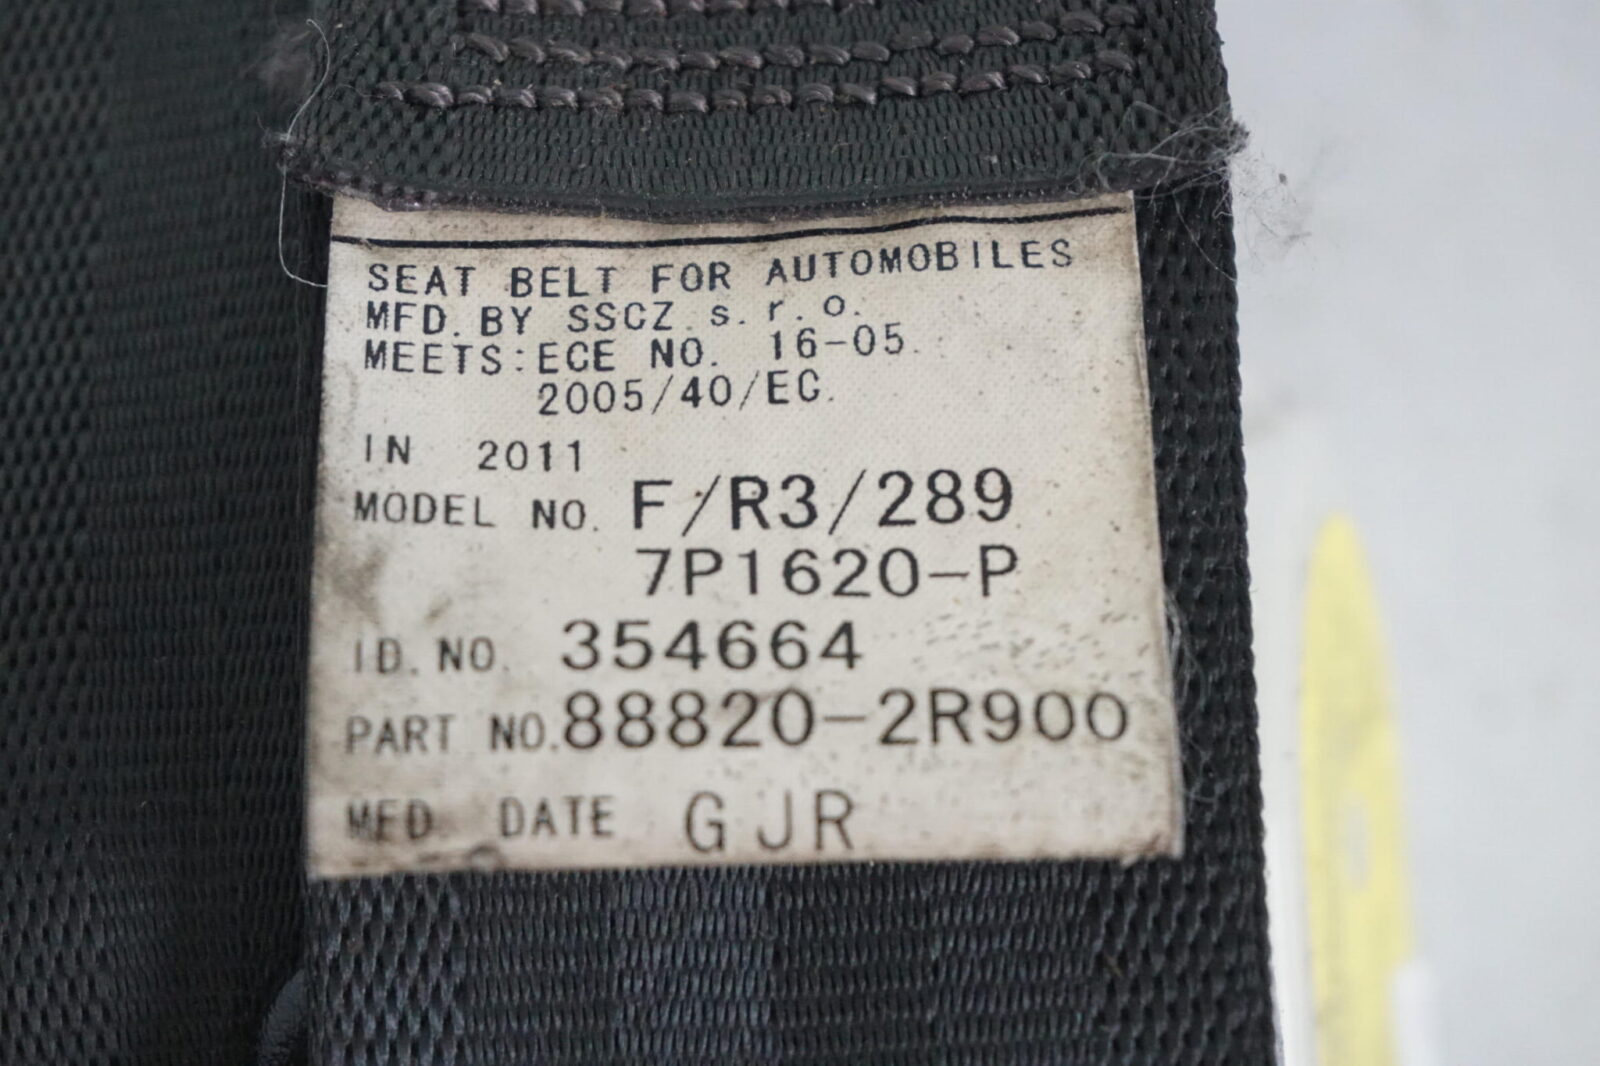 SEAT BELT FOR AUTOMOBILES
MFD. BY SSCZ s.r.o.
MEETS:ECE NO. 16-05.
2005/40/EC.
IN 2011
MODEL NO. F/R3/289
7P1620-P
ID. NO. 354664
PART NO. 88820-2R900
MFD DATE GJR